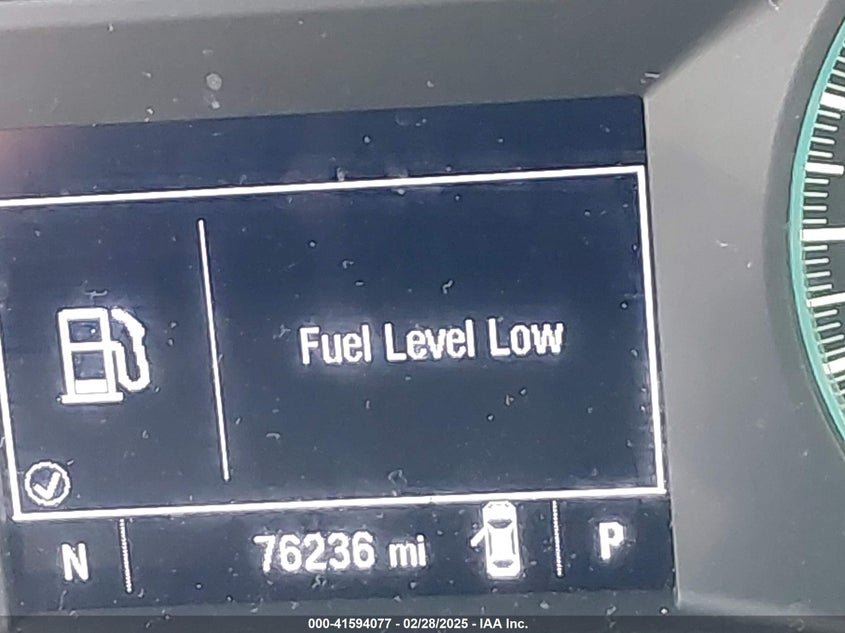 Fuel Level Low
N 76236 mi P
000-41594077 - 02/28/2025 - IAA Inc.